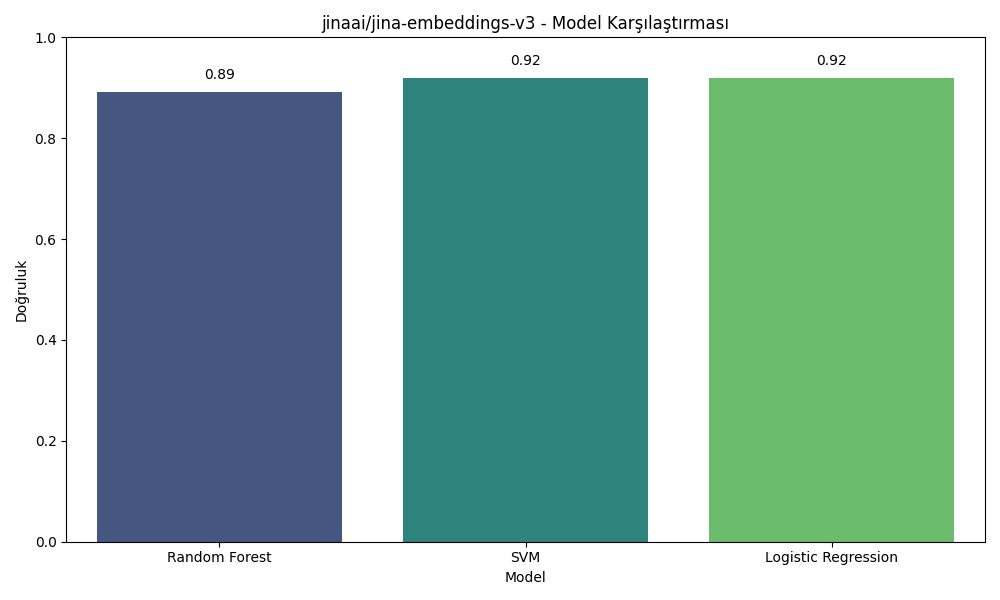 jinaai/jina-embeddings-v3 - Model Karşılaştırması
1.0
0.8
0.6
0.4
0.2
0.0
Doğruluk
0.89
0.92
0.92
Random Forest
SVM
Logistic Regression
Model